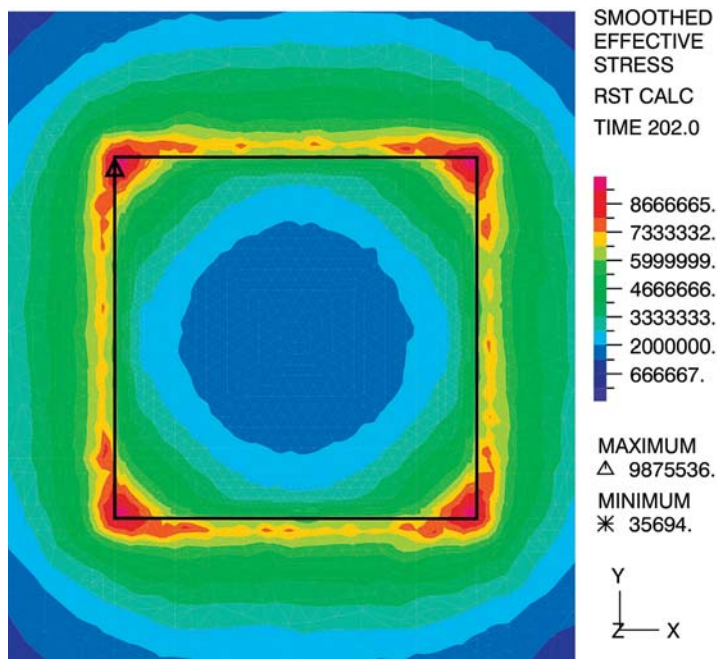 SMOOTHED
EFFECTIVE
STRESS
RST CALC
TIME 202.0
8666665.
7333332.
5999999.
4666666.
3333333.
2000000.
666667.
MAXIMUM
△ 9875536.
MINIMUM
✳ 35694.
Y
Z X